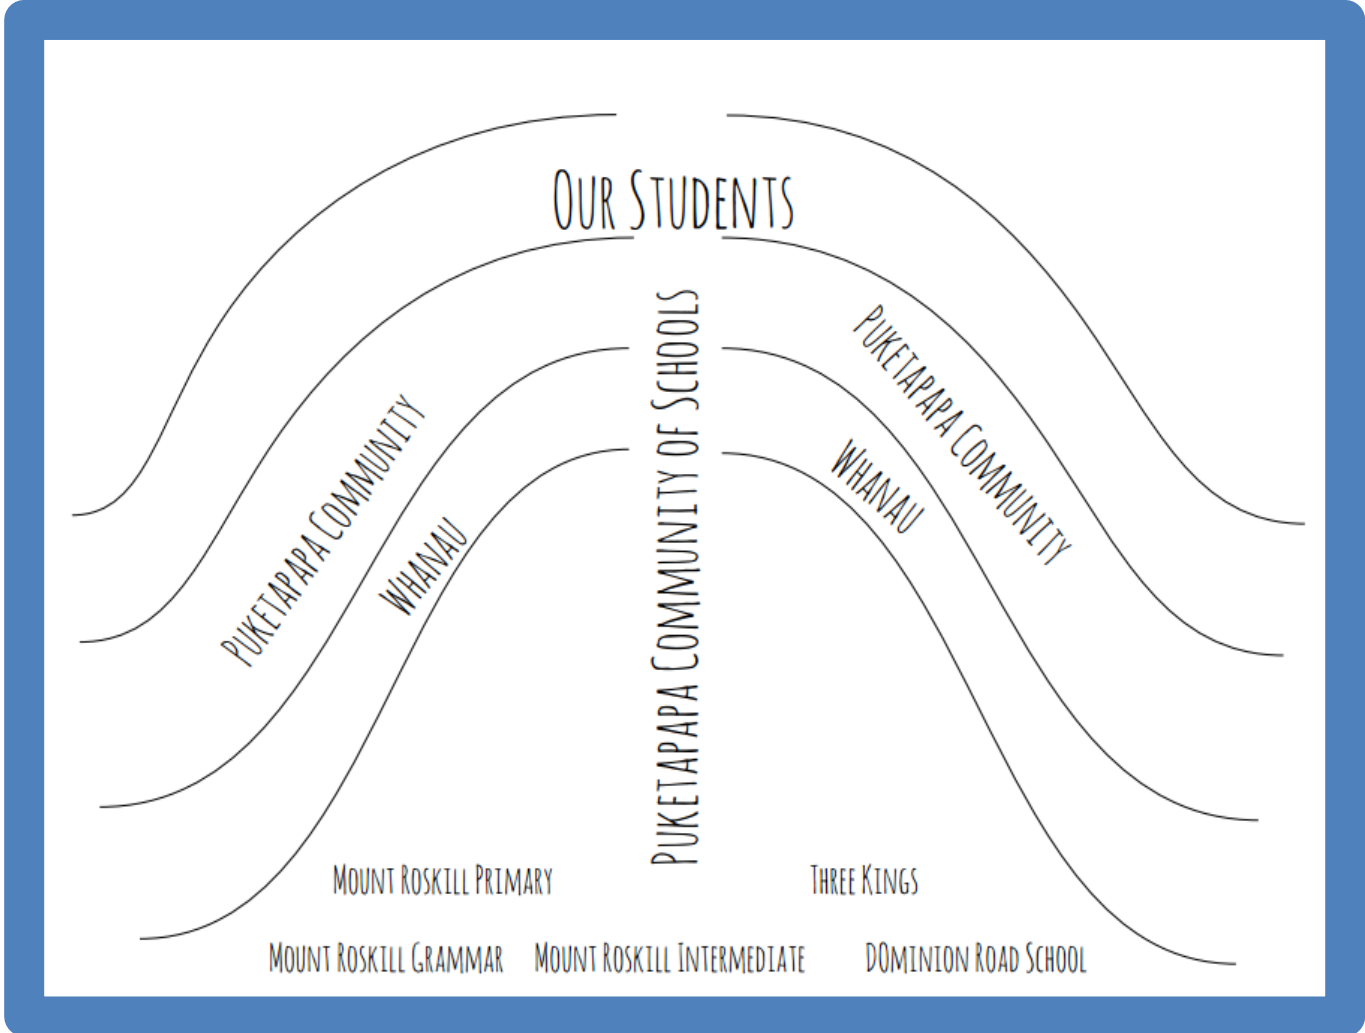 Our Students
Puketapapa Community of Schools
Puketapapa Community
Whanau
Puketapapa Community
Whanau
Mount Roskill Primary
Three Kings
Mount Roskill Grammar
Mount Roskill Intermediate
DOminion Road School